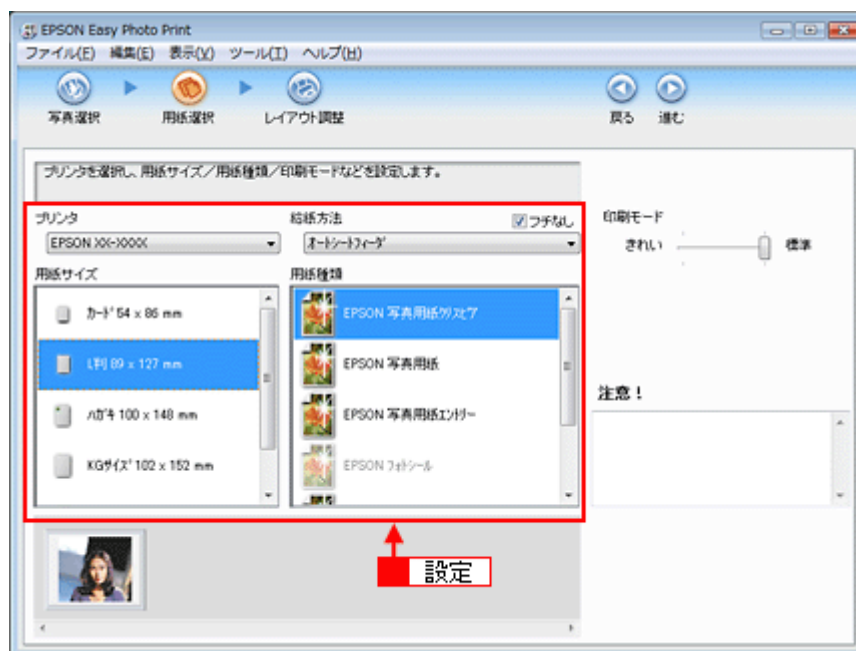 EPSON Easy Photo Print
ファイル(F) 編集(E) 表示(V) ツール(T) ヘルプ(H)
写真選択 用紙選択 レイアウト調整 戻る 進む
プリンタを選択し、用紙サイズ/用紙種類/印刷モードなどを設定します。
プリンタ 給紙方法 フチなし 印刷モード
EPSON XX-XXXX オートシートフィーダ きれい 標準
用紙サイズ 用紙種類
カード 54 x 86 mm EPSON 写真用紙クリスピア
L判 89 x 127 mm EPSON 写真用紙
注意!
ハガキ 100 x 148 mm EPSON 写真用紙エントリー
KGサイズ 102 x 152 mm EPSON フォトシール
設定